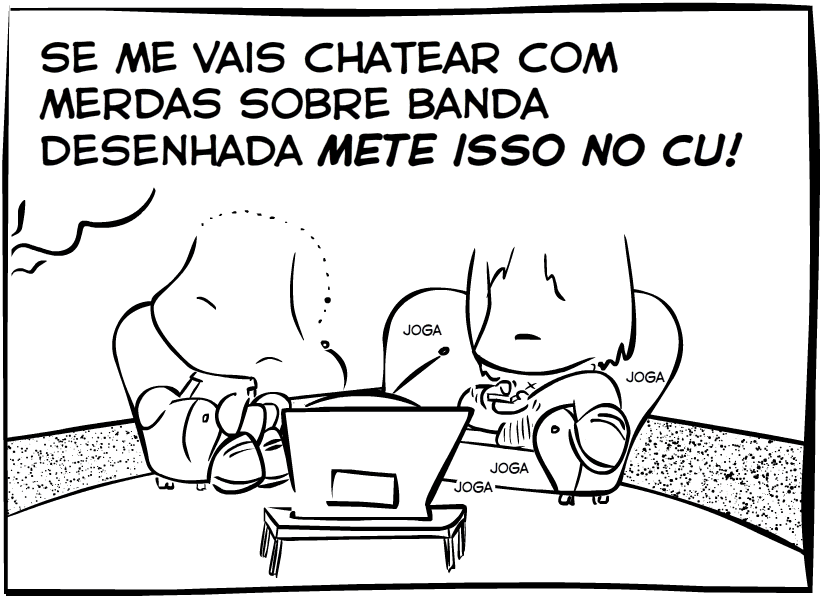 SE ME VAIS CHATEAR COM
MERDAS SOBRE BANDA
DESENHADA METE ISSO NO CU!
JOGA
JOGA
JOGA
JOGA